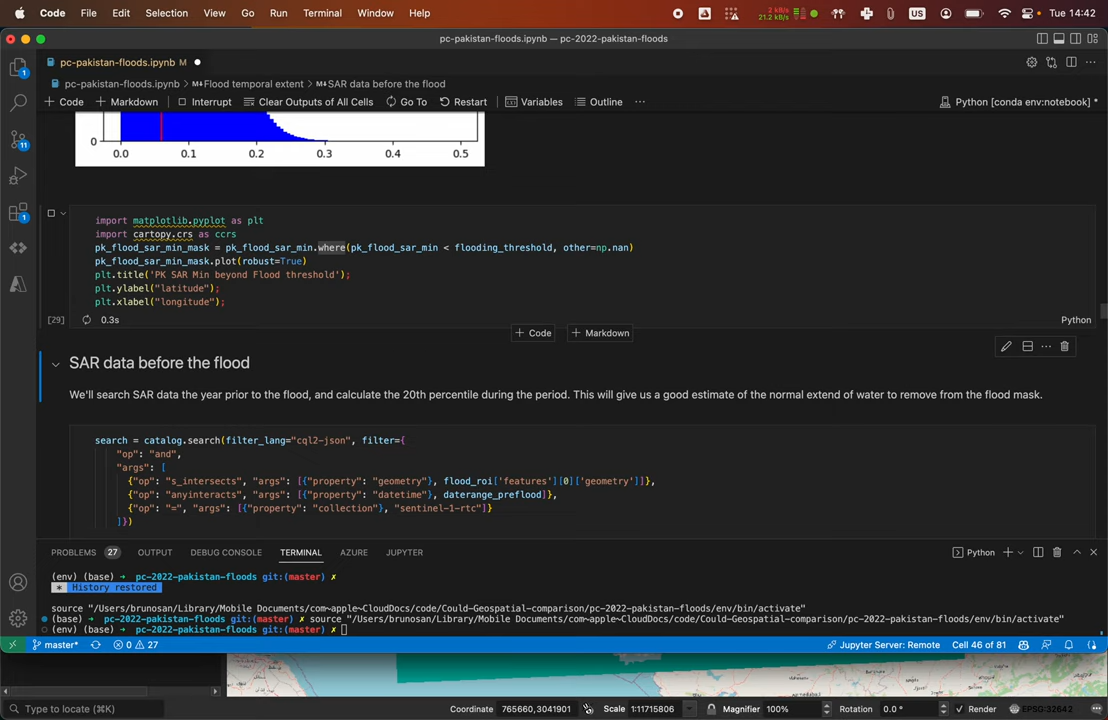 Code File Edit Selection View Go Run Terminal Window Help 2 kB/s 21.2 kB/s US Tue 14:42
pc-pakistan-floods.ipynb — pc-2022-pakistan-floods
pc-pakistan-floods.ipynb M
pc-pakistan-floods.ipynb > M↓Flood temporal extent > M↓SAR data before the flood
+ Code + Markdown Interrupt Clear Outputs of All Cells Go To Restart Variables Outline ··· Python [conda env:notebook] *
0
0.0 0.1 0.2 0.3 0.4 0.5
1
11
1
import matplotlib.pyplot as plt
import cartopy.crs as ccrs
pk_flood_sar_min_mask = pk_flood_sar_min.where(pk_flood_sar_min < flooding_threshold, other=np.nan)
pk_flood_sar_min_mask.plot(robust=True)
plt.title('PK SAR Min beyond Flood threshold');
plt.ylabel("latitude");
plt.xlabel("longitude");
[29] 0.3s Python
+ Code + Markdown
SAR data before the flood
We'll search SAR data the year prior to the flood, and calculate the 20th percentile during the period. This will give us a good estimate of the normal extend of water to remove from the flood mask.
search = catalog.search(filter_lang="cql2-json", filter={
"op": "and",
"args": [
{"op": "s_intersects", "args": [{"property": "geometry"}, flood_roi['features'][0]['geometry']]},
{"op": "anyinteracts", "args": [{"property": "datetime"}, daterange_preflood]},
{"op": "=", "args": [{"property": "collection"}, "sentinel-1-rtc"]}
]})
PROBLEMS 27 OUTPUT DEBUG CONSOLE TERMINAL AZURE JUPYTER Python
(env) (base) → pc-2022-pakistan-floods git:(master) ✗
* History restored
source "/Users/brunosan/Library/Mobile Documents/com~apple~CloudDocs/code/Could-Geospatial-comparison/pc-2022-pakistan-floods/env/bin/activate"
(base) → pc-2022-pakistan-floods git:(master) ✗ source "/Users/brunosan/Library/Mobile Documents/com~apple~CloudDocs/code/Could-Geospatial-comparison/pc-2022-pakistan-floods/env/bin/activate"
(env) (base) → pc-2022-pakistan-floods git:(master) ✗
master* 0 27 Jupyter Server: Remote Cell 46 of 81
Type to locate (⌘K) Coordinate 765660,3041901 Scale 1:11715806 Magnifier 100% Rotation 0.0 ° Render EPSG:32642